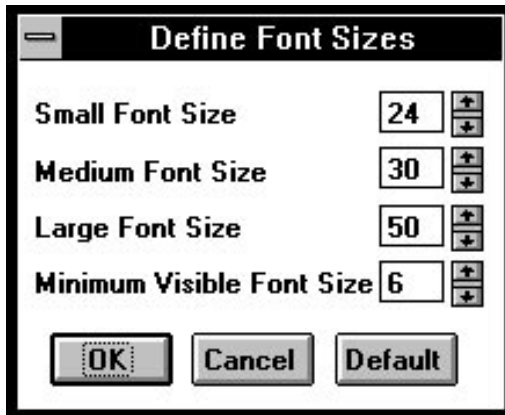 Define Font Sizes
Small Font Size 24
Medium Font Size 30
Large Font Size 50
Minimum Visible Font Size 6
OK Cancel Default